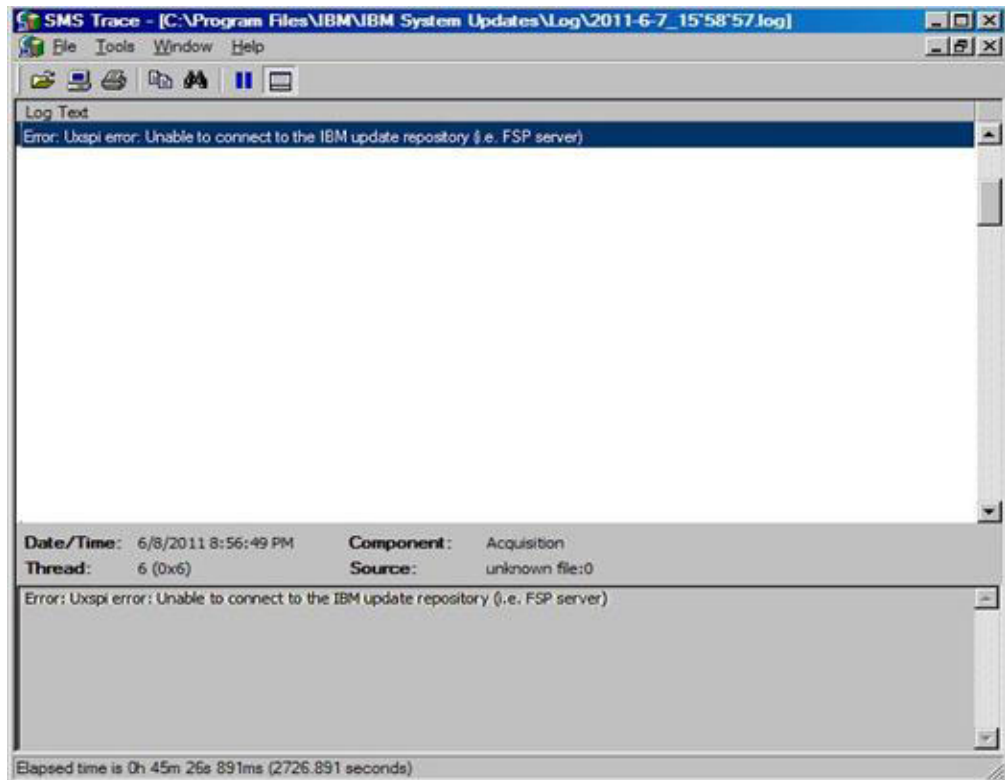 SMS Trace - [C:\Program Files\IBM\IBM System Updates\Log\2011-6-7_15`58`57.log]
File Tools Window Help
Log Text
Error: Uxspi error: Unable to connect to the IBM update repository (i.e. FSP server)
Date/Time: 6/8/2011 8:56:49 PM Component: Acquisition
Thread: 6 (0x6) Source: unknown file:0
Error: Uxspi error: Unable to connect to the IBM update repository (i.e. FSP server)
Elapsed time is 0h 45m 26s 891ms (2726.891 seconds)